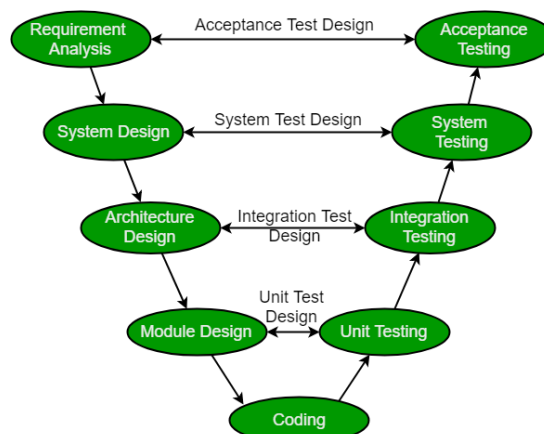 Requirement
Analysis
Acceptance Test Design
Acceptance
Testing
System Design
System Test Design
System
Testing
Architecture
Design
Integration Test
Design
Integration
Testing
Module Design
Unit Test
Design
Unit Testing
Coding